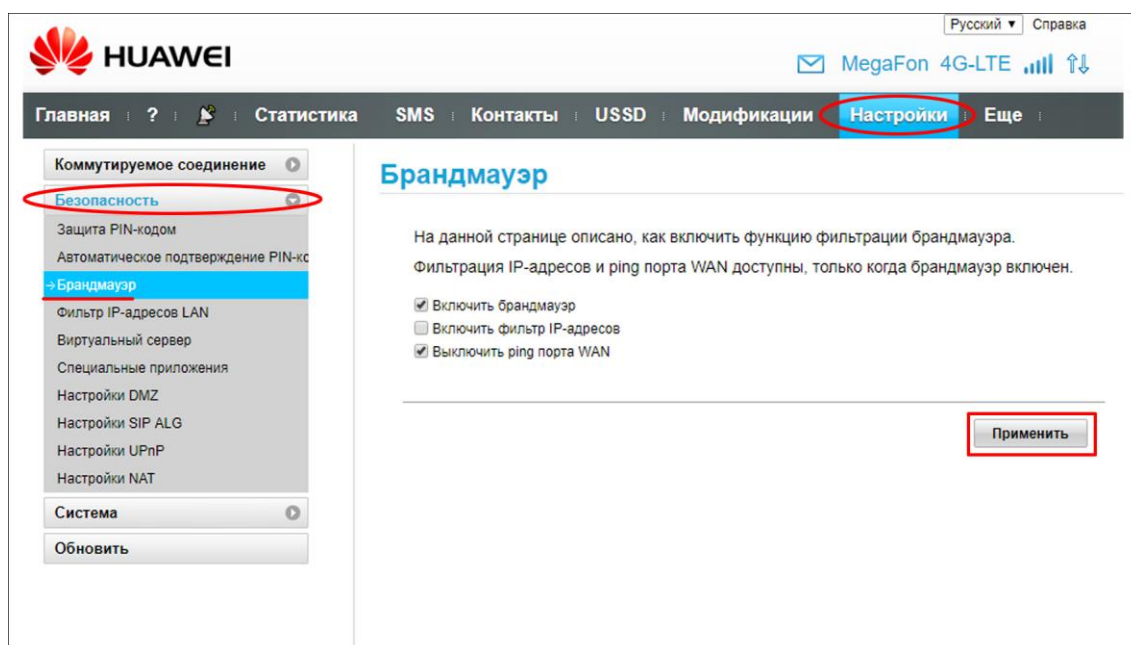 Русский ▾ Справка
HUAWEI
MegaFon 4G-LTE
Главная ? Статистика SMS Контакты USSD Модификации Настройки Еще
Коммутируемое соединение
Безопасность
Защита PIN-кодом
Автоматическое подтверждение PIN-кс
→Брандмауэр
Фильтр IP-адресов LAN
Виртуальный сервер
Специальные приложения
Настройки DMZ
Настройки SIP ALG
Настройки UPnP
Настройки NAT
Система
Обновить
Брандмауэр
На данной странице описано, как включить функцию фильтрации брандмауэра.
Фильтрация IP-адресов и ping порта WAN доступны, только когда брандмауэр включен.
Включить брандмауэр
Включить фильтр IP-адресов
Выключить ping порта WAN
Применить